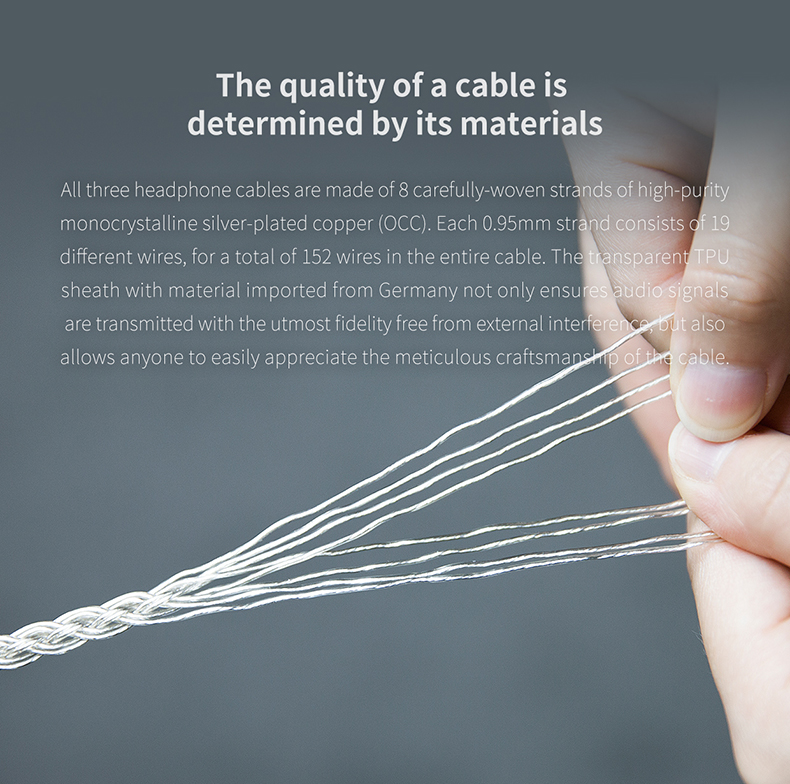 The quality of a cable is
determined by its materials
All three headphone cables are made of 8 carefully-woven strands of high-purity
monocrystalline silver-plated copper (OCC). Each 0.95mm strand consists of 19
different wires, for a total of 152 wires in the entire cable. The transparent TPU
sheath with material imported from Germany not only ensures audio signals
are transmitted with the utmost fidelity free from external interference, but also
allows anyone to easily appreciate the meticulous craftsmanship of the cable.